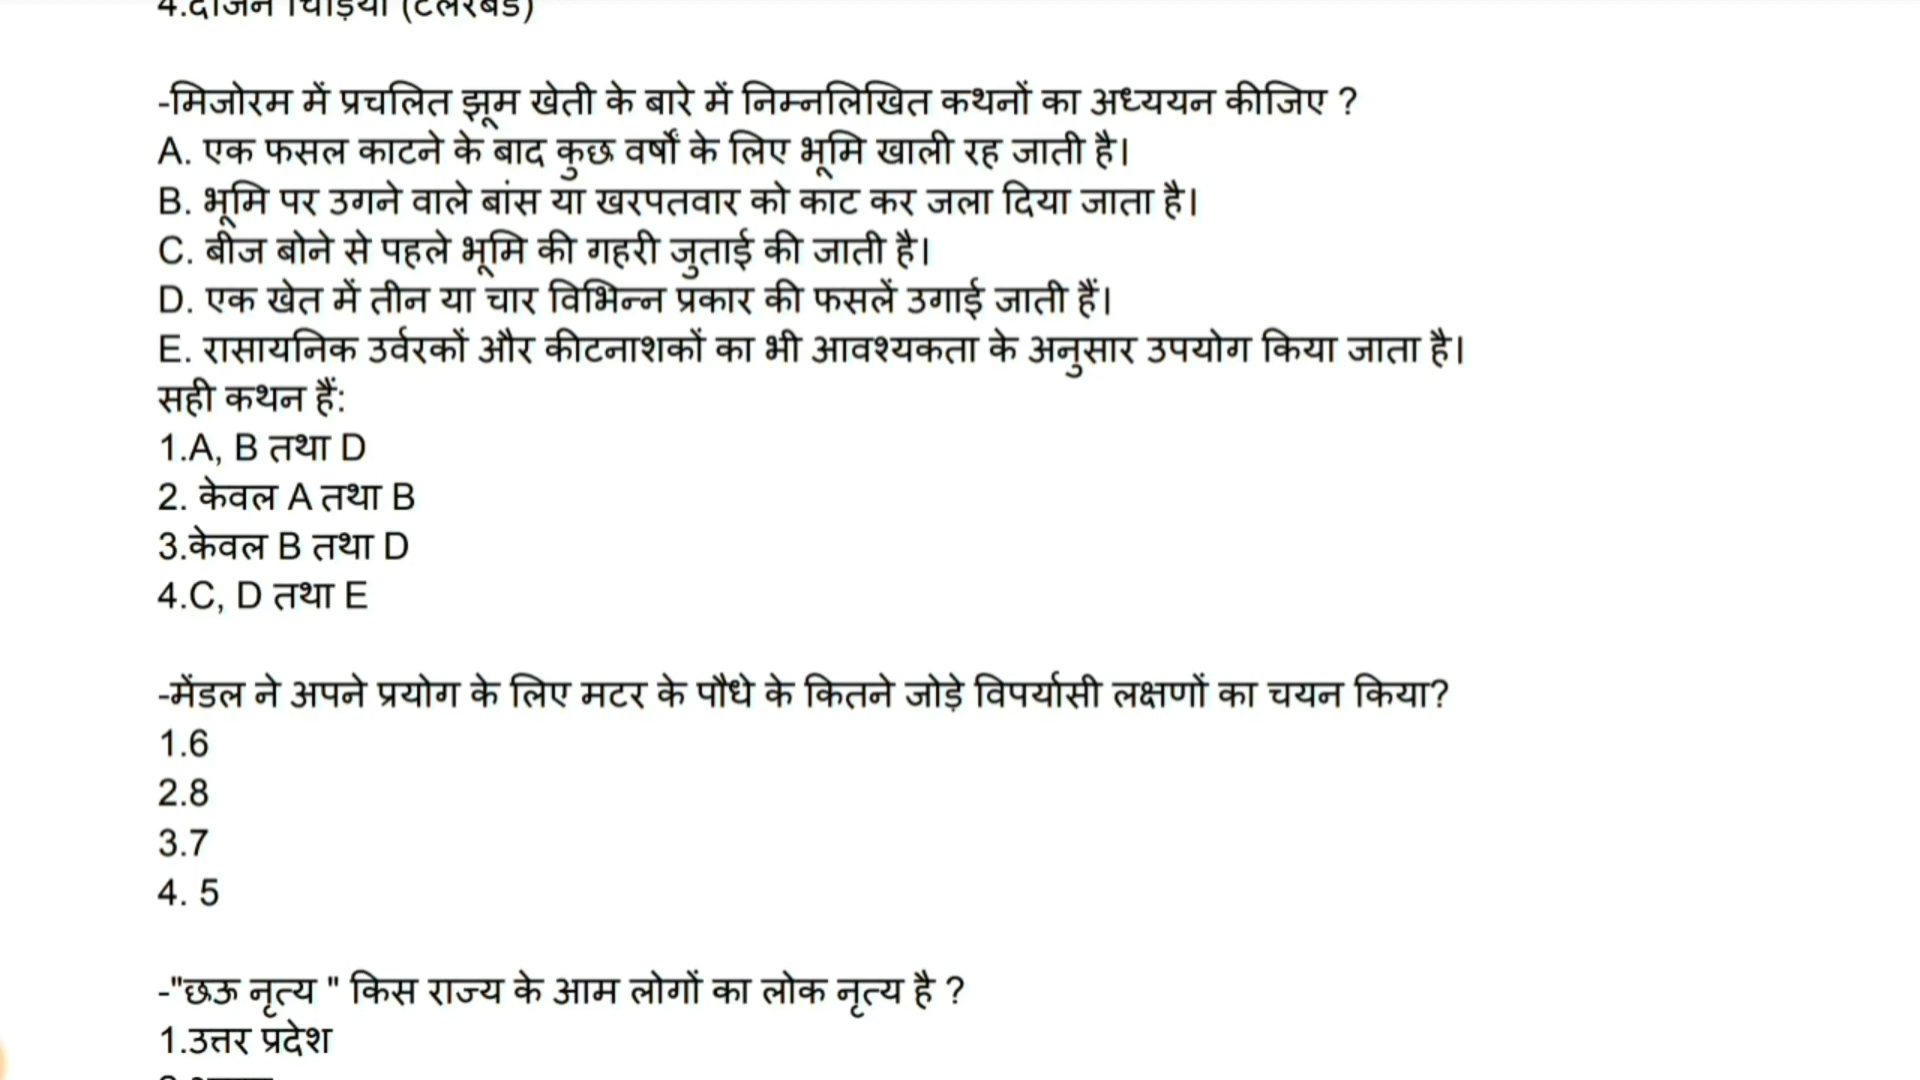 4.दर्जिन चिड़िया (टेलरबर्ड)
-मिजोरम में प्रचलित झूम खेती के बारे में निम्नलिखित कथनों का अध्ययन कीजिए ?
A. एक फसल काटने के बाद कुछ वर्षों के लिए भूमि खाली रह जाती है।
B. भूमि पर उगने वाले बांस या खरपतवार को काट कर जला दिया जाता है।
C. बीज बोने से पहले भूमि की गहरी जुताई की जाती है।
D. एक खेत में तीन या चार विभिन्न प्रकार की फसलें उगाई जाती हैं।
E. रासायनिक उर्वरकों और कीटनाशकों का भी आवश्यकता के अनुसार उपयोग किया जाता है।
सही कथन हैं:
1.A, B तथा D
2. केवल A तथा B
3.केवल B तथा D
4.C, D तथा E
-मेंडल ने अपने प्रयोग के लिए मटर के पौधे के कितने जोड़े विपर्यासी लक्षणों का चयन किया?
1.6
2.8
3.7
4. 5
-"छऊ नृत्य " किस राज्य के आम लोगों का लोक नृत्य है ?
1.उत्तर प्रदेश